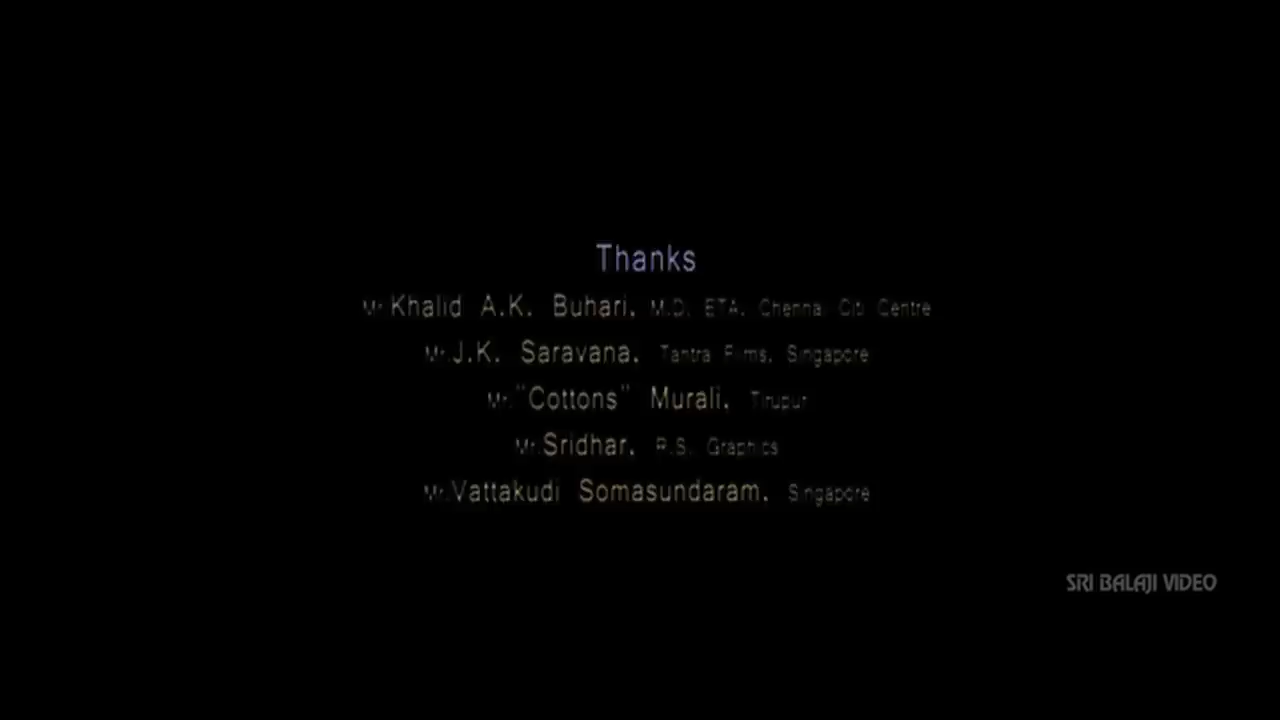 Thanks
Mr.Khalid A.K. Buhari. M.D. ETA. Chennai Citi Centre
Mr.J.K. Saravana. Tantra Films. Singapore
Mr."Cottons" Murali. Tirupur
Mr.Sridhar. R.S. Graphics
Mr.Vattakudi Somasundaram. Singapore
SRI BALAJI VIDEO